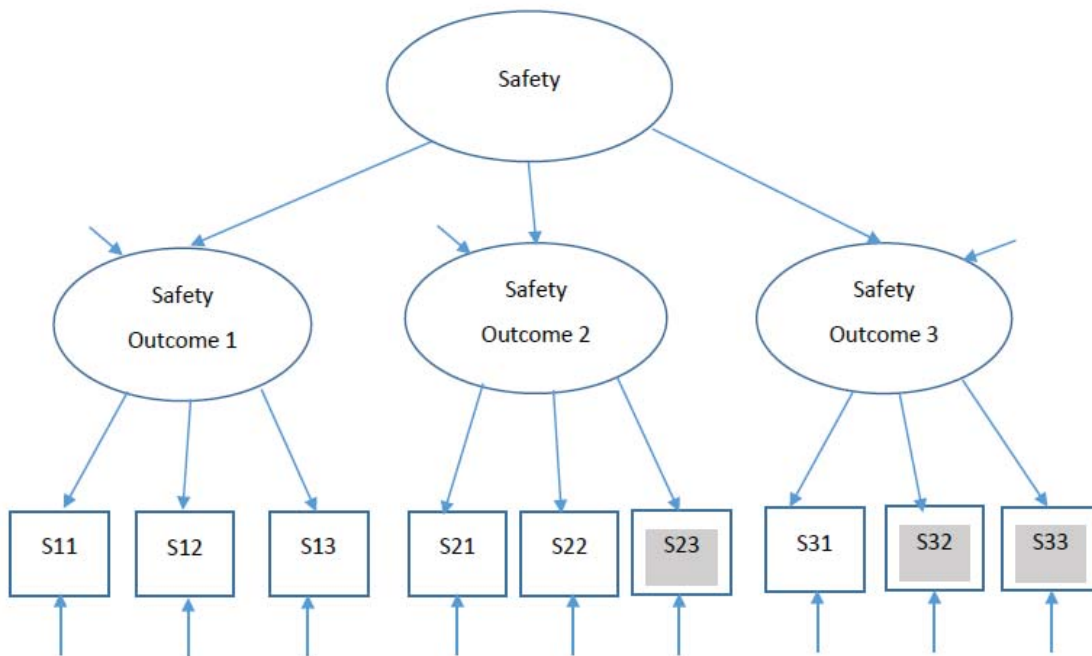 Safety
Safety
Outcome 1
Safety
Outcome 2
Safety
Outcome 3
S11
S12
S13
S21
S22
S23
S31
S32
S33